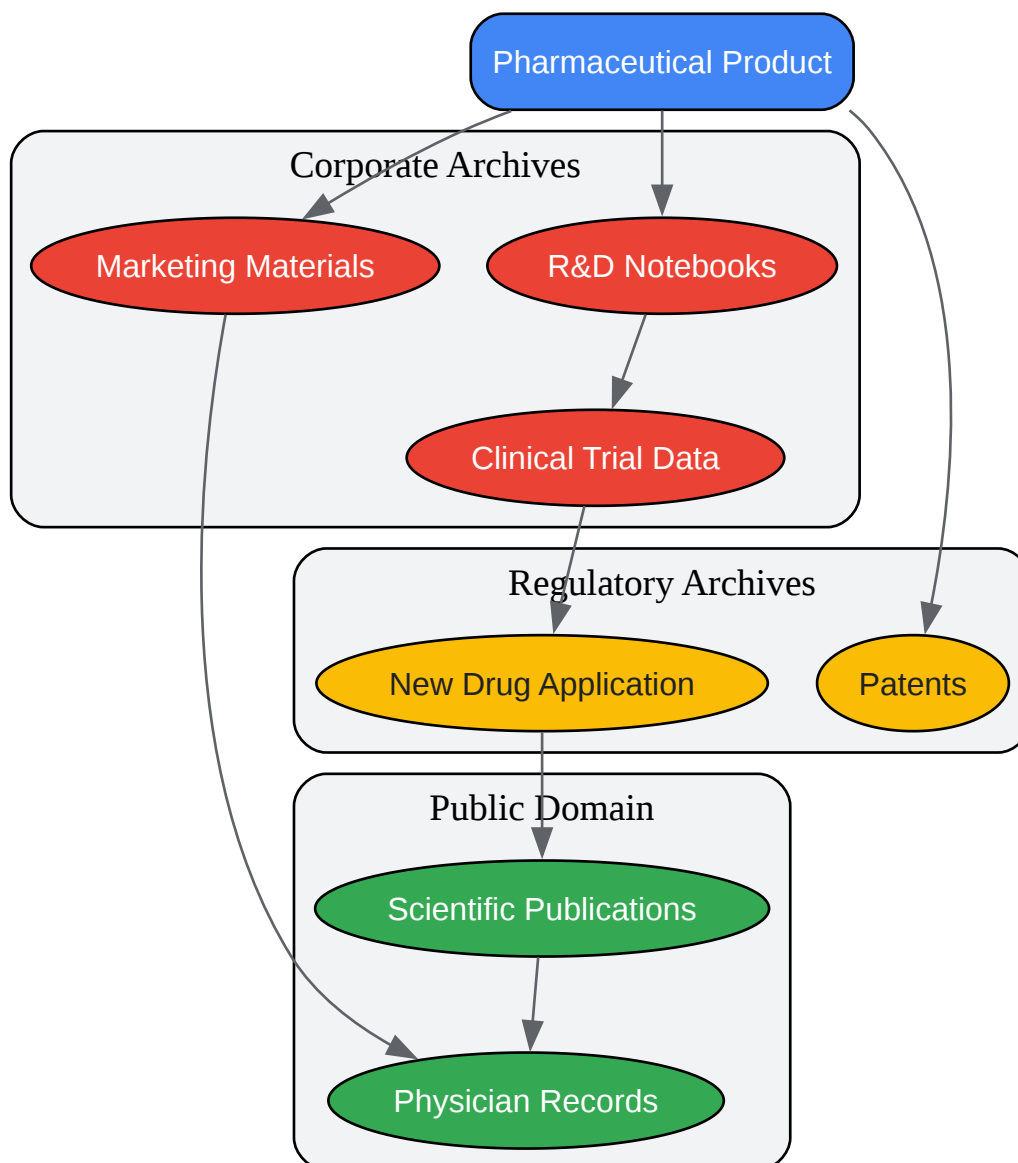 Pharmaceutical Product
Corporate Archives
Marketing Materials
R&D Notebooks
Clinical Trial Data
Regulatory Archives
New Drug Application
Patents
Public Domain
Scientific Publications
Physician Records